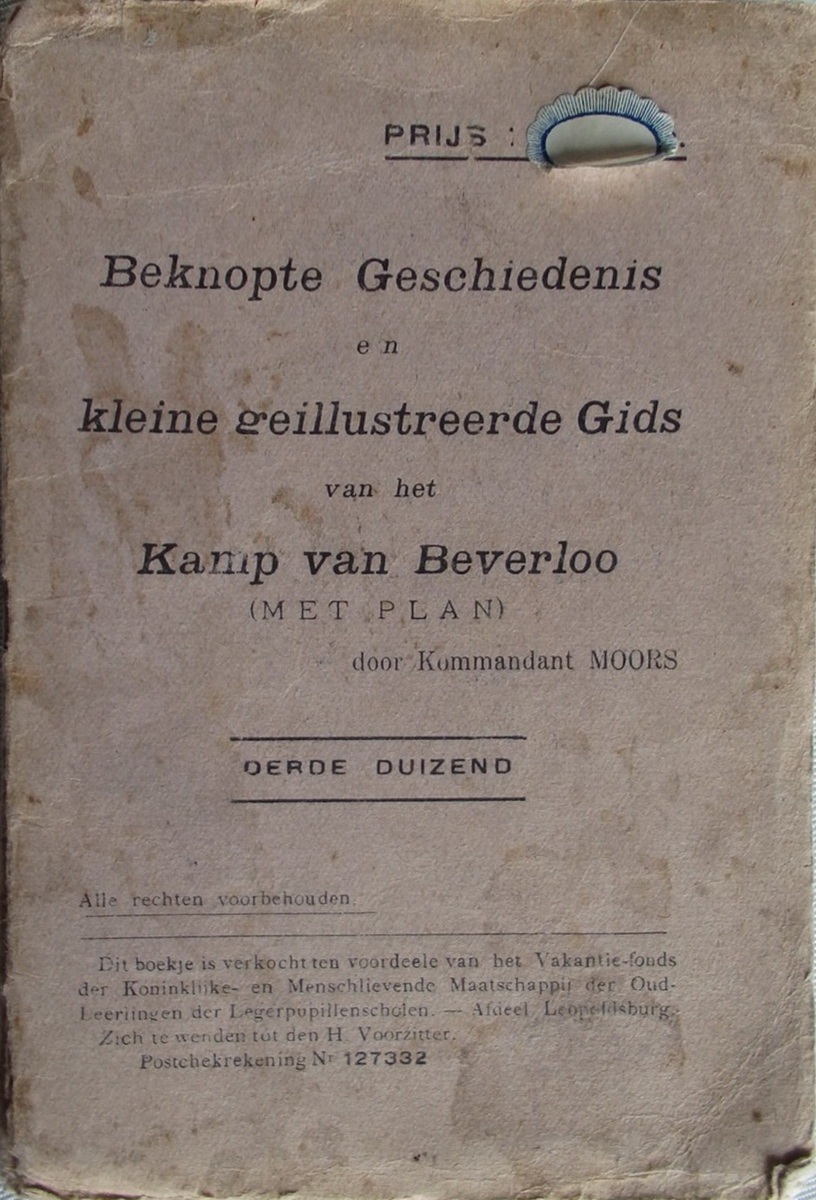 PRIJS :
Beknopte Geschiedenis
en
kleine geillustreerde Gids
van het
Kamp van Beverloo
(MET PLAN)
door Kommandant MOORS
DERDE DUIZEND
Alle rechten voorbehouden.
Dit boekje is verkocht ten voordeele van het Vakantie-fonds
der Koninklijke- en Menschlievende Maatschappij der Oud-
Leerlingen der Legerpupillenscholen. — Afdeel Leopoldsburg.
Zich te wenden tot den H. Voorzitter.
Postchekrekening Nr 127332